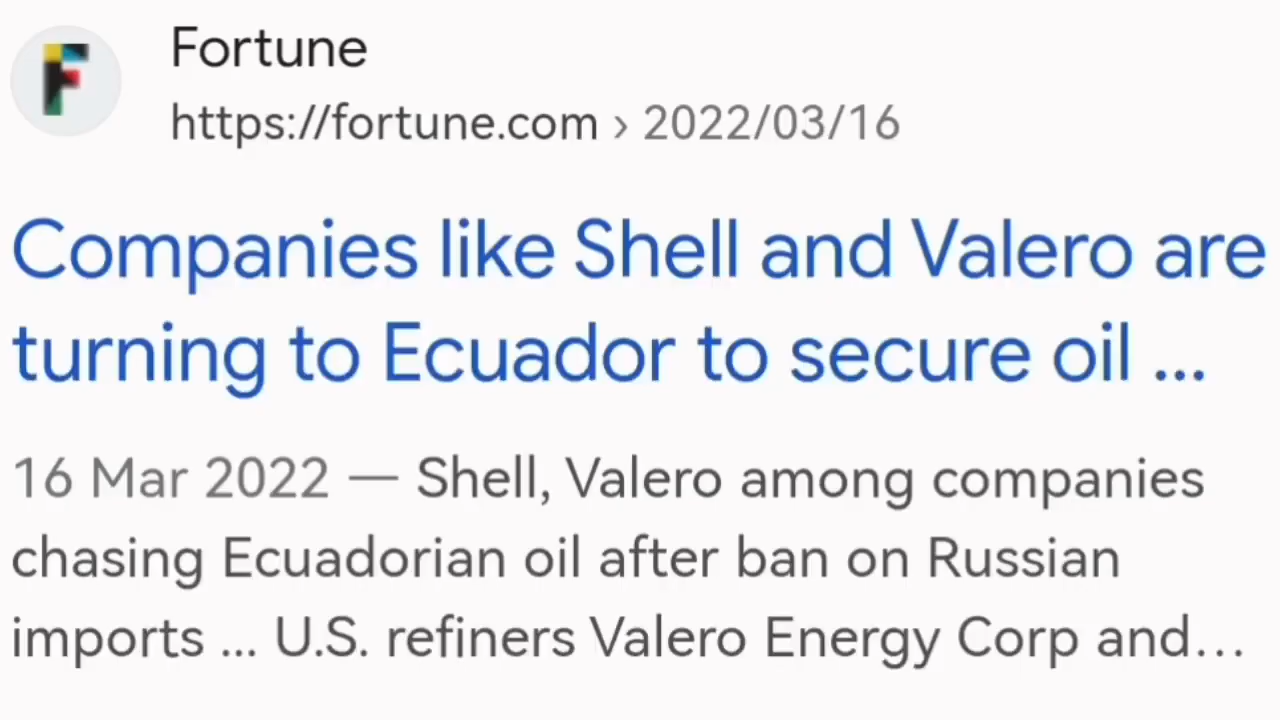 F
Fortune
https://fortune.com › 2022/03/16
Companies like Shell and Valero are
turning to Ecuador to secure oil ...
16 Mar 2022 — Shell, Valero among companies
chasing Ecuadorian oil after ban on Russian
imports ... U.S. refiners Valero Energy Corp and...